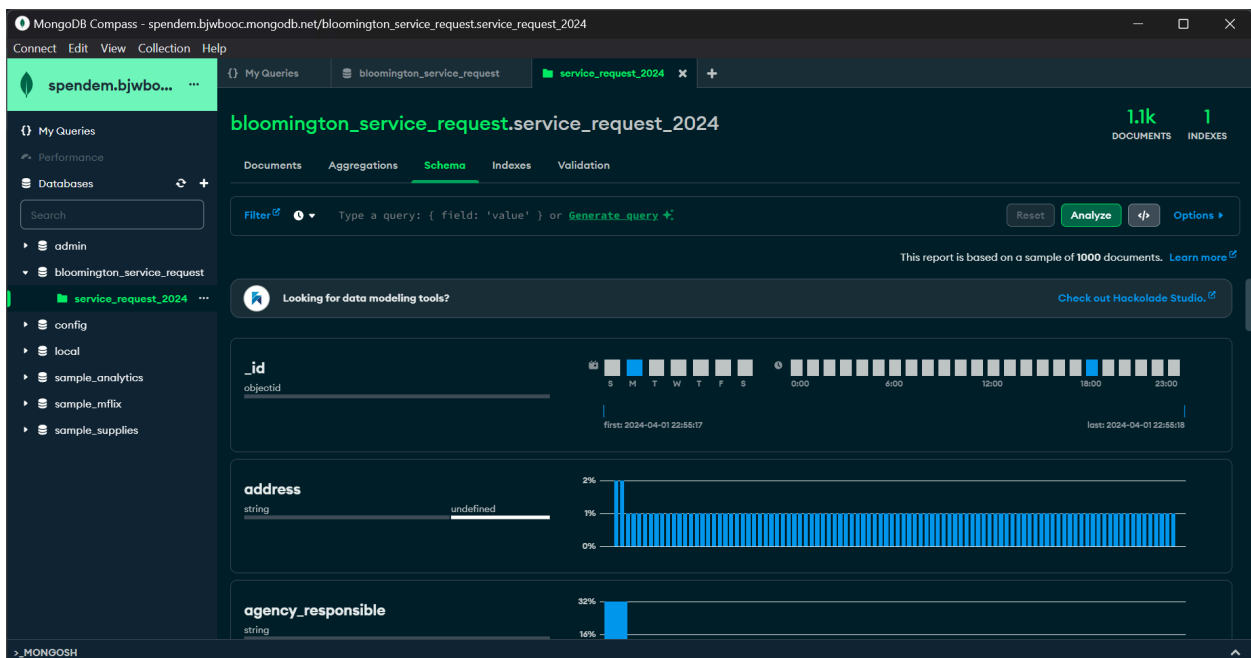 MongoDB Compass - spendem.bjwbooc.mongodb.net/bloomington_service_request.service_request_2024
Connect Edit View Collection Help
spendem.bjwbo... ...
{} My Queries
Performance
Databases
Search
admin
bloomington_service_request
service_request_2024 ...
config
local
sample_analytics
sample_mflix
sample_supplies
{} My Queries bloomington_service_request service_request_2024
bloomington_service_request.service_request_2024
1.1k 1
DOCUMENTS INDEXES
Documents Aggregations Schema Indexes Validation
Filter Type a query: { field: 'value' } or Generate query Reset Analyze </> Options
This report is based on a sample of 1000 documents. Learn more
Looking for data modeling tools? Check out Hackolade Studio.
_id
objectid
S M T W T F S 0:00 6:00 12:00 18:00 23:00
first: 2024-04-01 22:55:17 last: 2024-04-01 22:55:18
address
string undefined
2%
1%
0%
agency_responsible
string
32%
16%
>_MONGOSH